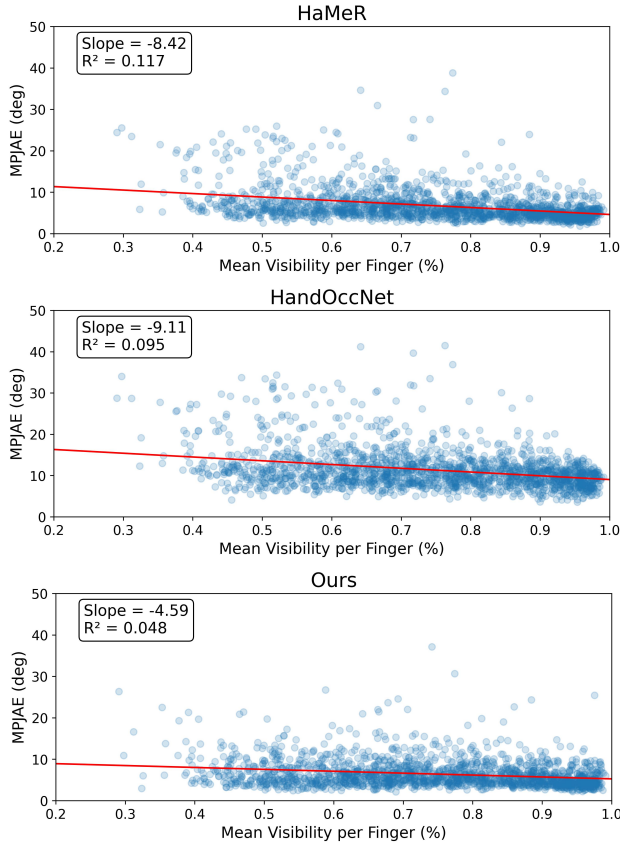 HaMeR
Slope = -8.42
R² = 0.117
50
40
30
20
10
0
MPJAE (deg)
0.2 0.3 0.4 0.5 0.6 0.7 0.8 0.9 1.0
Mean Visibility per Finger (%)
HandOccNet
Slope = -9.11
R² = 0.095
50
40
30
20
10
0
MPJAE (deg)
0.2 0.3 0.4 0.5 0.6 0.7 0.8 0.9 1.0
Mean Visibility per Finger (%)
Ours
Slope = -4.59
R² = 0.048
50
40
30
20
10
0
MPJAE (deg)
0.2 0.3 0.4 0.5 0.6 0.7 0.8 0.9 1.0
Mean Visibility per Finger (%)